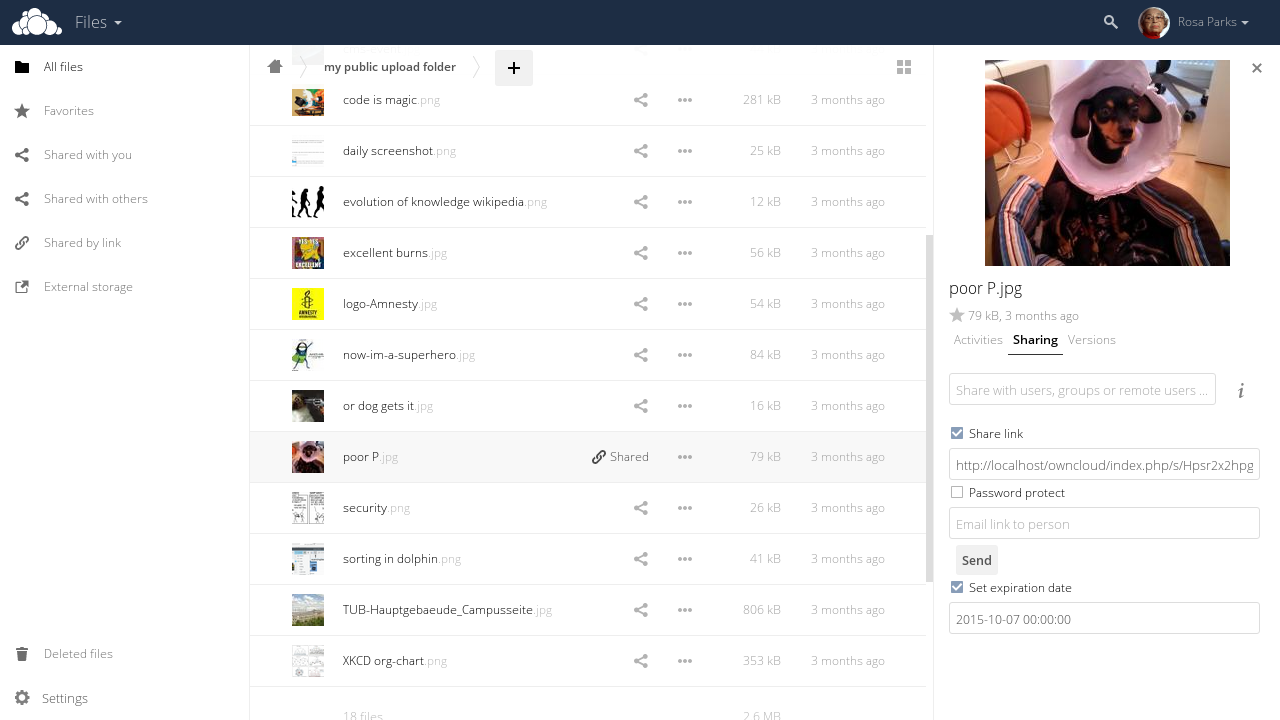 Files
Rosa Parks
All files
Favorites
Shared with you
Shared with others
Shared by link
External storage
Deleted files
Settings
my public upload folder
+
code is magic.png 281 kB 3 months ago
daily screenshot.png 25 kB 3 months ago
evolution of knowledge wikipedia.png 12 kB 3 months ago
excellent burns.jpg 56 kB 3 months ago
logo-Amnesty.jpg 54 kB 3 months ago
now-im-a-superhero.jpg 84 kB 3 months ago
or dog gets it.jpg 16 kB 3 months ago
poor P.jpg Shared 79 kB 3 months ago
security.png 26 kB 3 months ago
sorting in dolphin.png 41 kB 3 months ago
TUB-Hauptgebaeude_Campusseite.jpg 806 kB 3 months ago
XKCD org-chart.png 353 kB 3 months ago
18 files 2.6 MB
poor P.jpg
79 kB, 3 months ago
Activities Sharing Versions
Share with users, groups or remote users ...
i
Share link
http://localhost/owncloud/index.php/s/Hpsr2x2hpg
Password protect
Email link to person
Send
Set expiration date
2015-10-07 00:00:00